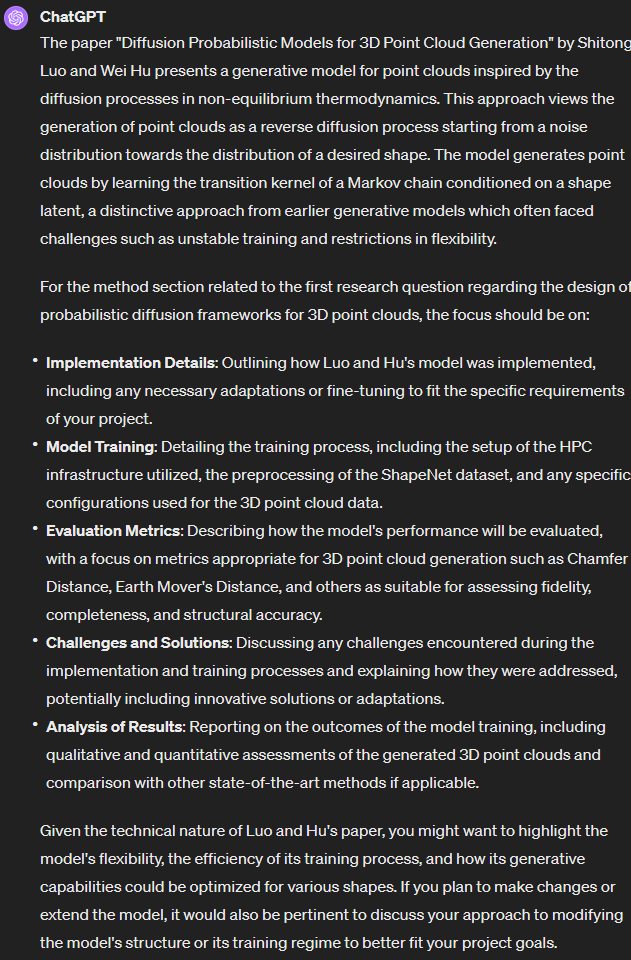 ChatGPT
The paper "Diffusion Probabilistic Models for 3D Point Cloud Generation" by Shitong
Luo and Wei Hu presents a generative model for point clouds inspired by the
diffusion processes in non-equilibrium thermodynamics. This approach views the
generation of point clouds as a reverse diffusion process starting from a noise
distribution towards the distribution of a desired shape. The model generates point
clouds by learning the transition kernel of a Markov chain conditioned on a shape
latent, a distinctive approach from earlier generative models which often faced
challenges such as unstable training and restrictions in flexibility.
For the method section related to the first research question regarding the design of
probabilistic diffusion frameworks for 3D point clouds, the focus should be on:
• Implementation Details: Outlining how Luo and Hu's model was implemented,
including any necessary adaptations or fine-tuning to fit the specific requirements
of your project.
• Model Training: Detailing the training process, including the setup of the HPC
infrastructure utilized, the preprocessing of the ShapeNet dataset, and any specific
configurations used for the 3D point cloud data.
• Evaluation Metrics: Describing how the model's performance will be evaluated,
with a focus on metrics appropriate for 3D point cloud generation such as Chamfer
Distance, Earth Mover's Distance, and others as suitable for assessing fidelity,
completeness, and structural accuracy.
• Challenges and Solutions: Discussing any challenges encountered during the
implementation and training processes and explaining how they were addressed,
potentially including innovative solutions or adaptations.
• Analysis of Results: Reporting on the outcomes of the model training, including
qualitative and quantitative assessments of the generated 3D point clouds and
comparison with other state-of-the-art methods if applicable.
Given the technical nature of Luo and Hu's paper, you might want to highlight the
model's flexibility, the efficiency of its training process, and how its generative
capabilities could be optimized for various shapes. If you plan to make changes or
extend the model, it would also be pertinent to discuss your approach to modifying
the model's structure or its training regime to better fit your project goals.